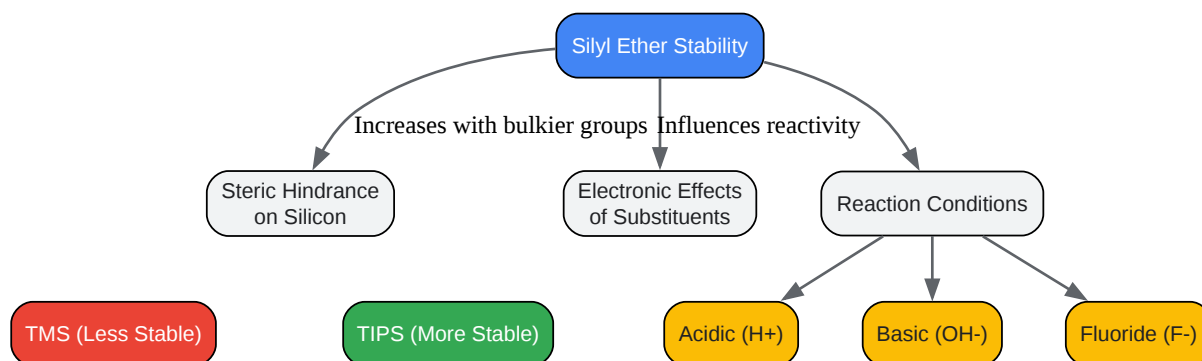 Silyl Ether Stability
Increases with bulkier groups
Influences reactivity
Steric Hindrance
on Silicon
Electronic Effects
of Substituents
Reaction Conditions
TMS (Less Stable)
TIPS (More Stable)
Acidic (H+)
Basic (OH-)
Fluoride (F-)